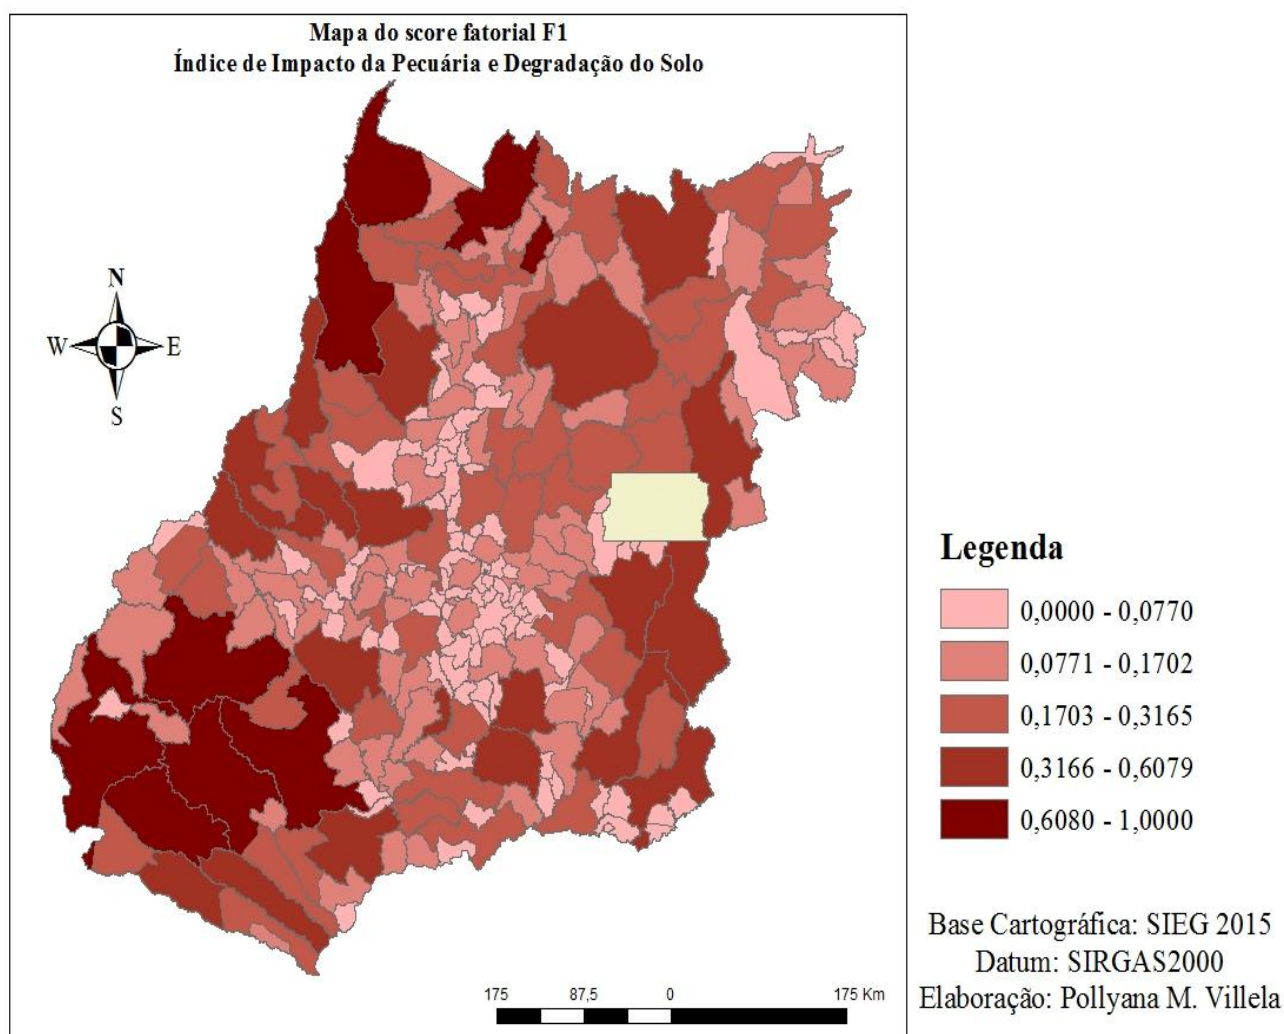 Mapa do score fatorial F1
Índice de Impacto da Pecuária e Degradação do Solo
N
W E
S
Legenda
0,0000 - 0,0770
0,0771 - 0,1702
0,1703 - 0,3165
0,3166 - 0,6079
0,6080 - 1,0000
Base Cartográfica: SIEG 2015
Datum: SIRGAS2000
Elaboração: Pollyana M. Villela
175 87,5 0 175 Km